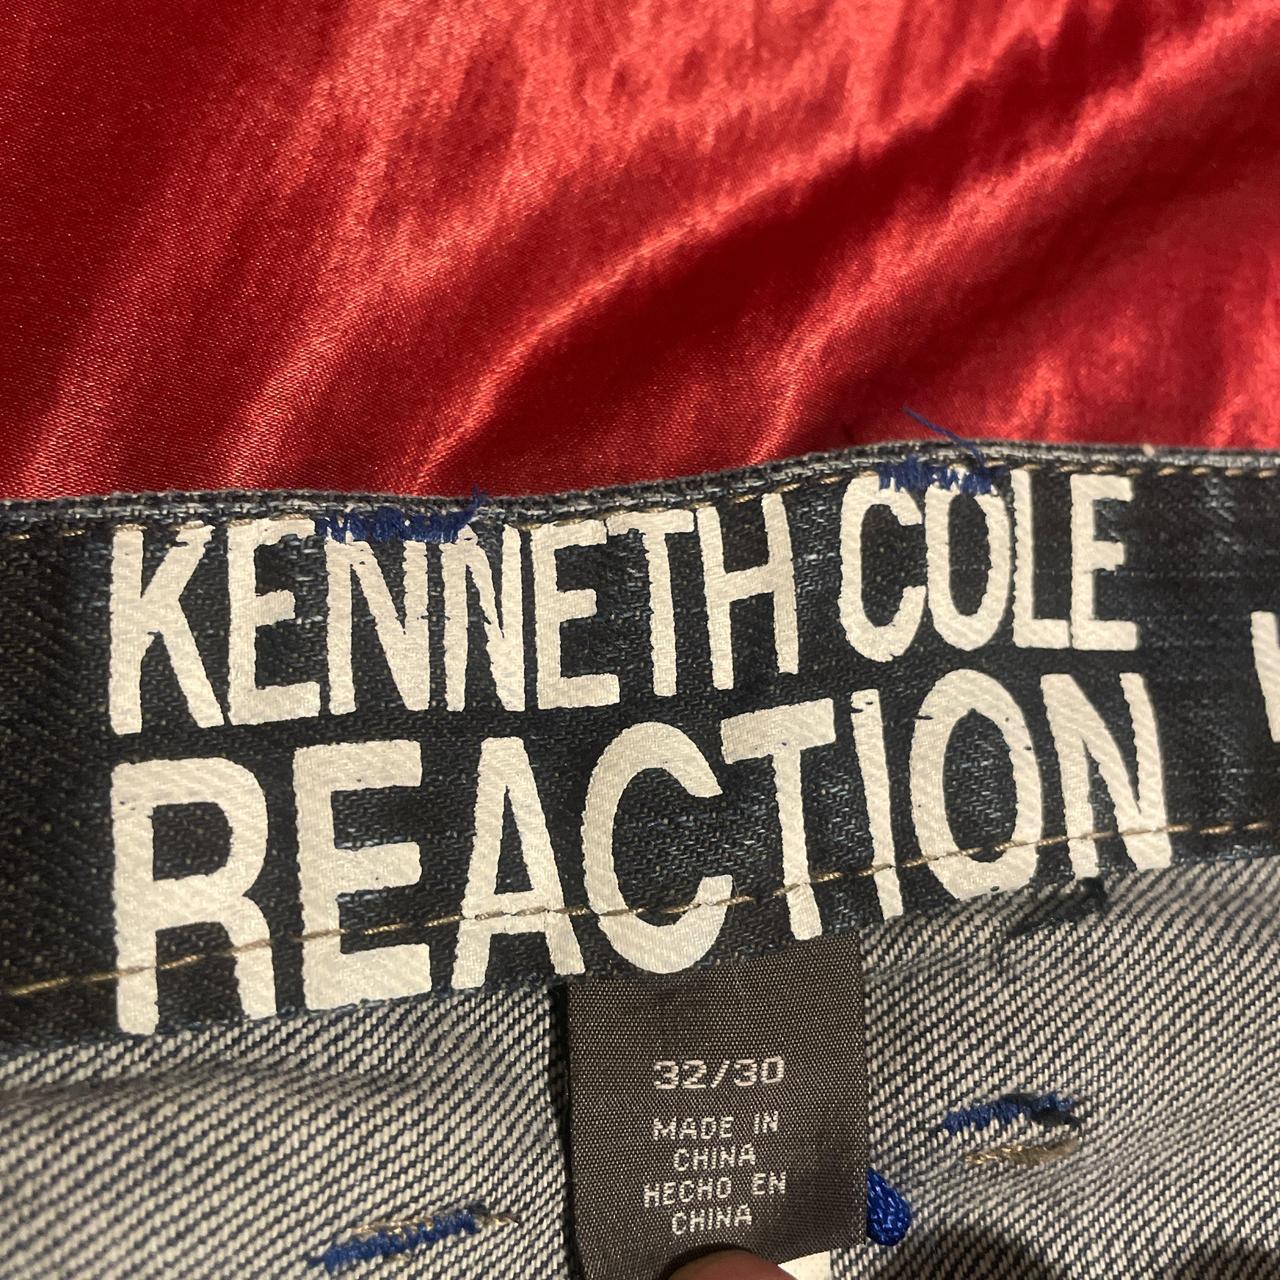 KENNETH COLE
REACTION
32/30
MADE IN
CHINA
HECHO EN
CHINA